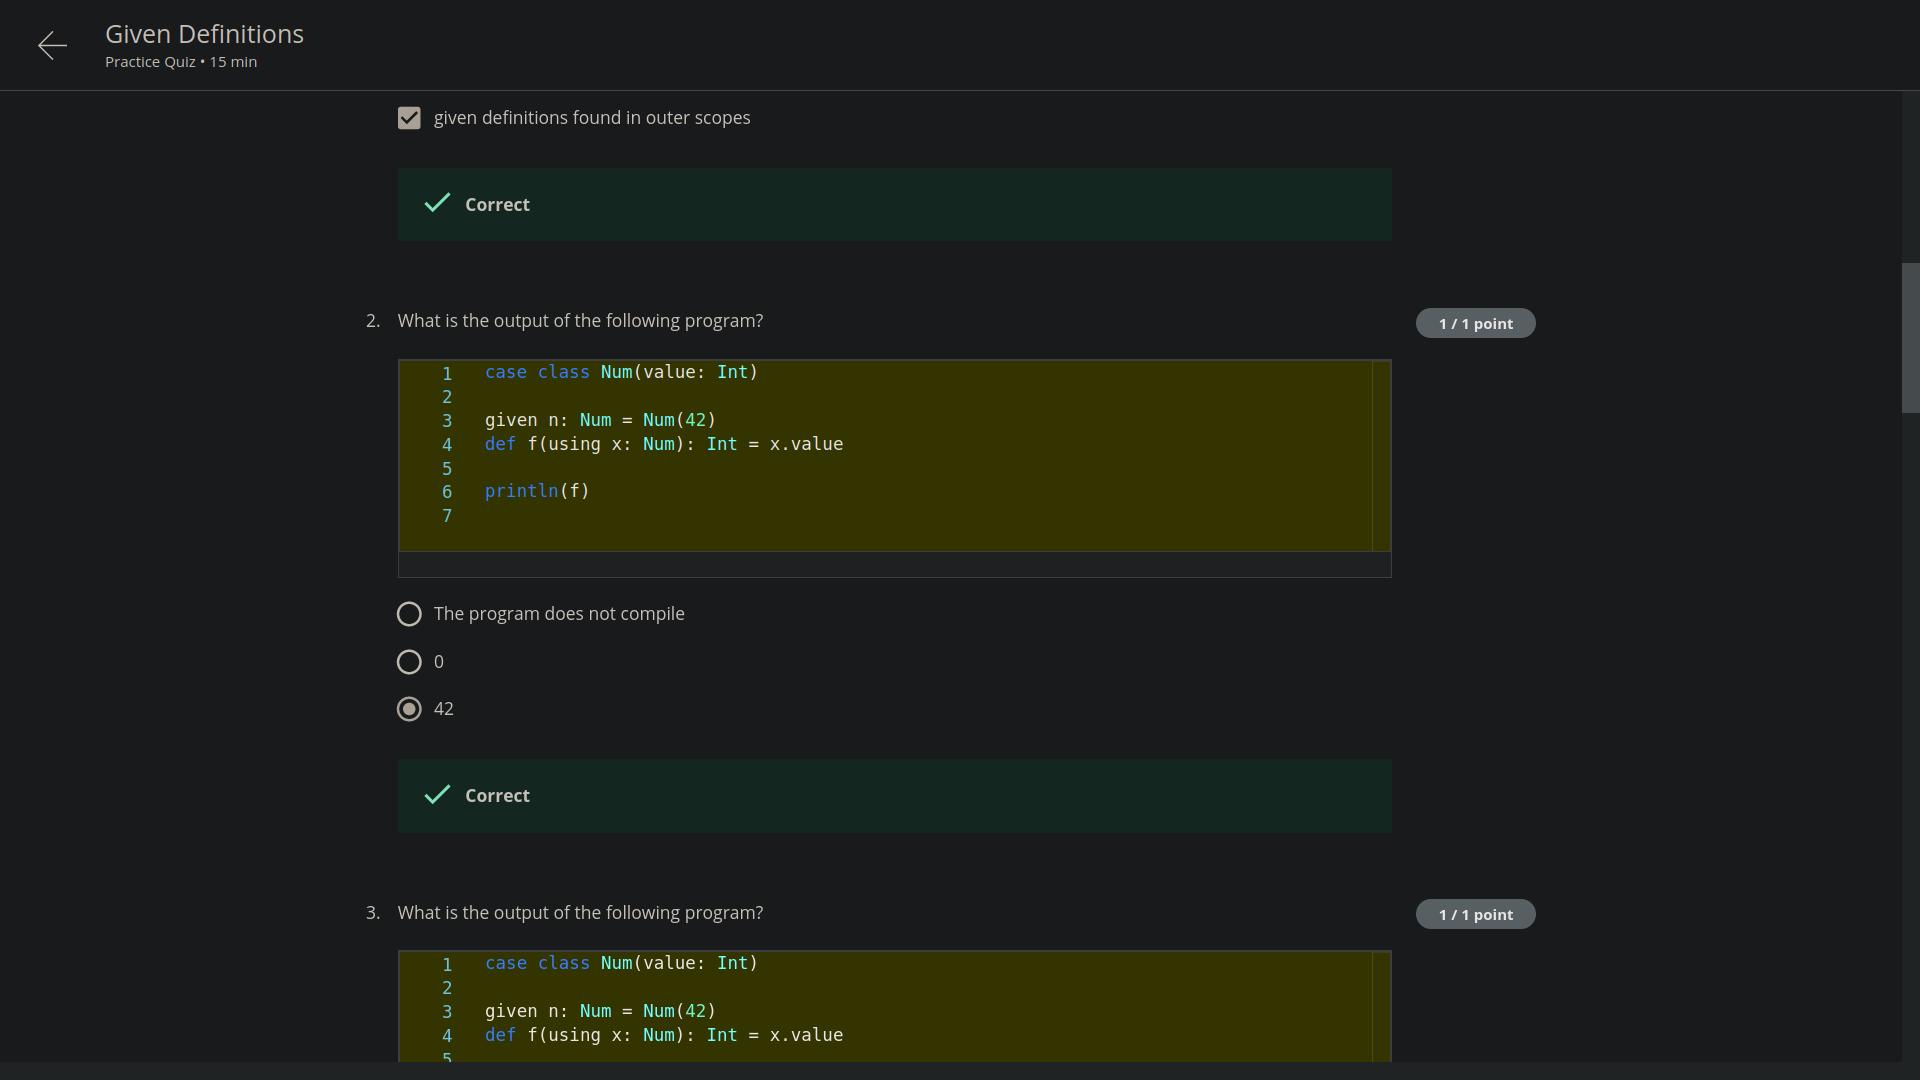 Given Definitions
Practice Quiz • 15 min
given definitions found in outer scopes
Correct
2. What is the output of the following program?
1 / 1 point
1 case class Num(value: Int)
2
3 given n: Num = Num(42)
4 def f(using x: Num): Int = x.value
5
6 println(f)
7
The program does not compile
0
42
Correct
3. What is the output of the following program?
1 / 1 point
1 case class Num(value: Int)
2
3 given n: Num = Num(42)
4 def f(using x: Num): Int = x.value
5